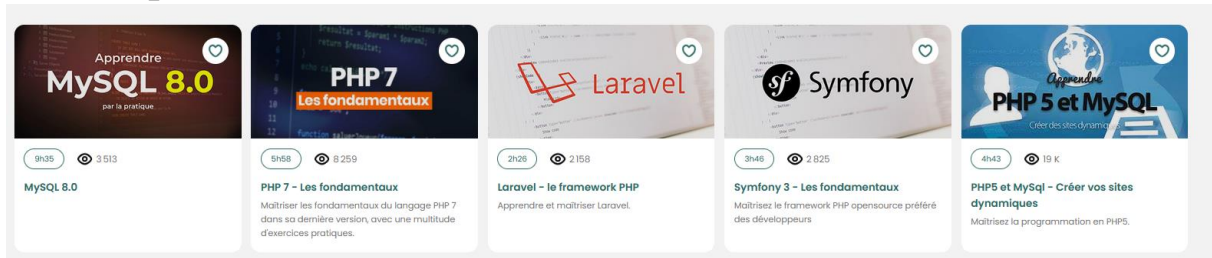 Apprendre
MySQL 8.0
par la pratique
9h35
3 513
MySQL 8.0
PHP 7
Les fondamentaux
5h58
8 259
PHP 7 - Les fondamentaux
Maîtriser les fondamentaux du langage PHP 7
dans sa dernière version, avec une multitude
d'exercices pratiques.
Laravel
2h26
2 158
Laravel - le framework PHP
Apprendre et maîtriser Laravel.
sf Symfony
3h46
2 825
Symfony 3 - Les fondamentaux
Maîtrisez le framework PHP opensource préféré
des développeurs
Apprendre
PHP 5 et MySQL
Créer des sites dynamiques
4h43
19 K
PHP5 et MySql - Créer vos sites
dynamiques
Maîtrisez la programmation en PHP5.